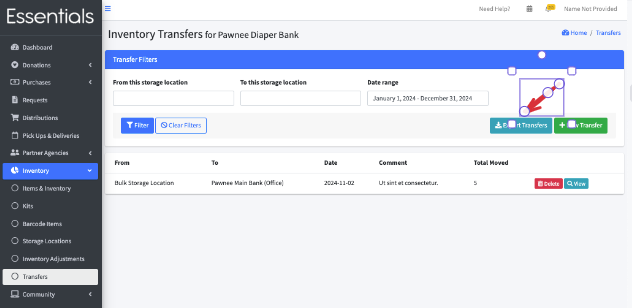 HUMANESSENTIALS
Need Help?
Name Not Provided
Inventory Transfers for Pawnee Diaper Bank
Home / Transfers
Dashboard
Donations
Purchases
Requests
Distributions
Pick Ups & Deliveries
Partner Agencies
Inventory
Items & Inventory
Kits
Barcode Items
Storage Locations
Inventory Adjustments
Transfers
Community
Transfer Filters
From this storage location
To this storage location
Date range
January 1, 2024 - December 31, 2024
Filter
Clear Filters
Transfers
Transfer
From To Date Comment Total Moved
Bulk Storage Location Pawnee Main Bank (Office) 2024-11-02 Ut sint et consectetur. 5 Delete View